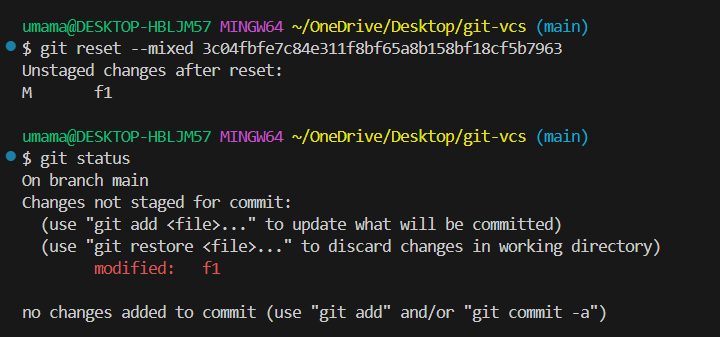 umama@DESKTOP-HBLJM57 MINGW64 ~/OneDrive/Desktop/git-vcs (main)
$ git reset --mixed 3c04fbfe7c84e311f8bf65a8b158bf18cf5b7963
Unstaged changes after reset:
M       f1

umama@DESKTOP-HBLJM57 MINGW64 ~/OneDrive/Desktop/git-vcs (main)
$ git status
On branch main
Changes not staged for commit:
  (use "git add <file>..." to update what will be committed)
  (use "git restore <file>..." to discard changes in working directory)
        modified:   f1

no changes added to commit (use "git add" and/or "git commit -a")